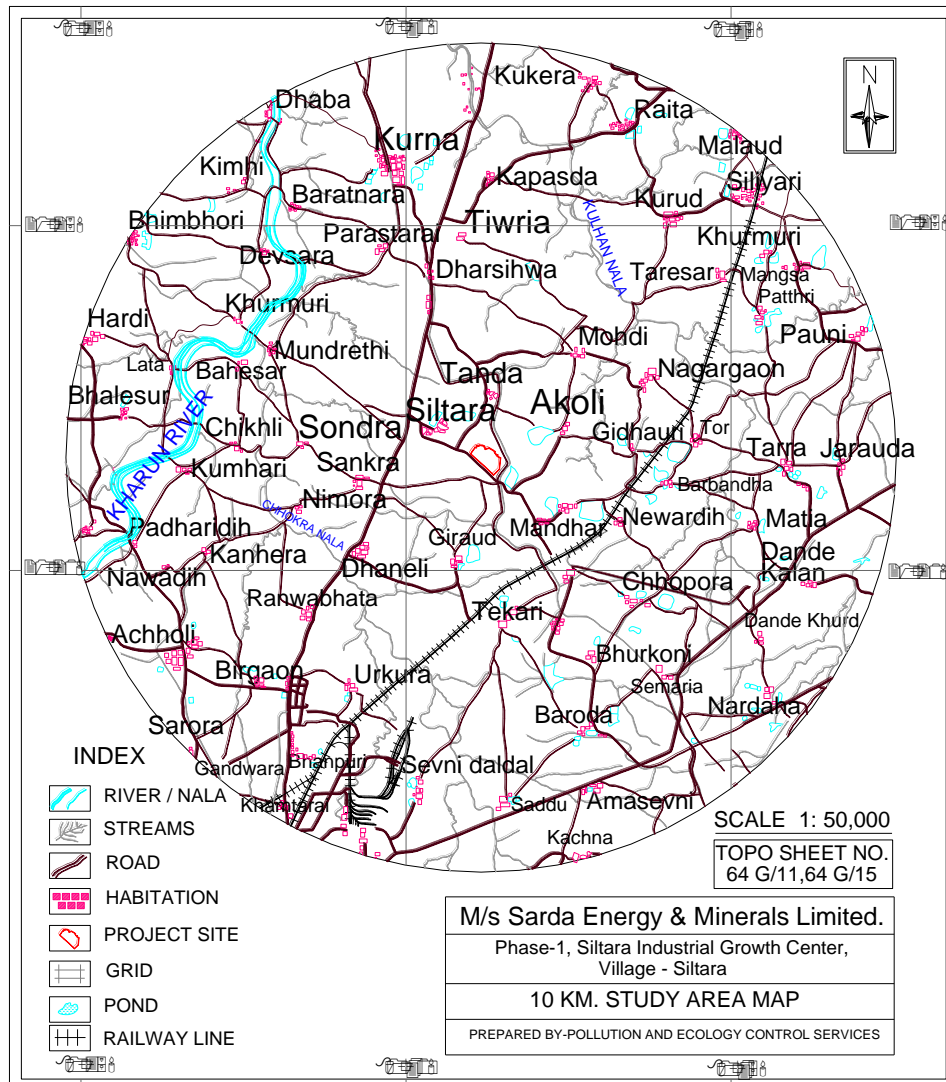 N
Dhaba
Kukera
Raita
Kurna
Malaud
Kimhi
Kapasda
Siliyari
Baratnara
Kurud
Bhimbhori
Tiwria
KULHAN NALA
Parastarai
Khurmuri
Devsara
Dharsihwa
Taresar
Mangsa
Patthri
Khurmuri
Hardi
Mohdi
Pauni
Mundrethi
Lata
Bahesar
Tanda
Nagargaon
Bhalesur
Siltara
Akoli
KHARUN RIVER
Chikhli
Sondra
Gidhauri
Tor
Kumhari
Sankra
Tarra
Jarauda
Barbandha
Nimora
CHHOKRA NALA
Padharidih
Mandhar
Newardih
Matia
Giraud
Kanhera
Dhaneli
Dande
Kalan
Nawadih
Chhopora
Ranwabhata
Tekari
Dande Khurd
Achholi
Bhurkoni
Birgaon
Urkura
Semaria
Nardaha
Sarora
Baroda
Gandwara
Bhanpuri
Sevni daldal
Khamtarai
Saddu
Amasevni
Kachna
INDEX
RIVER / NALA
STREAMS
ROAD
HABITATION
PROJECT SITE
GRID
POND
RAILWAY LINE
SCALE 1: 50,000
TOPO SHEET NO.
64 G/11,64 G/15
M/s Sarda Energy & Minerals Limited.
Phase-1, Siltara Industrial Growth Center,
Village - Siltara
10 KM. STUDY AREA MAP
PREPARED BY-POLLUTION AND ECOLOGY CONTROL SERVICES